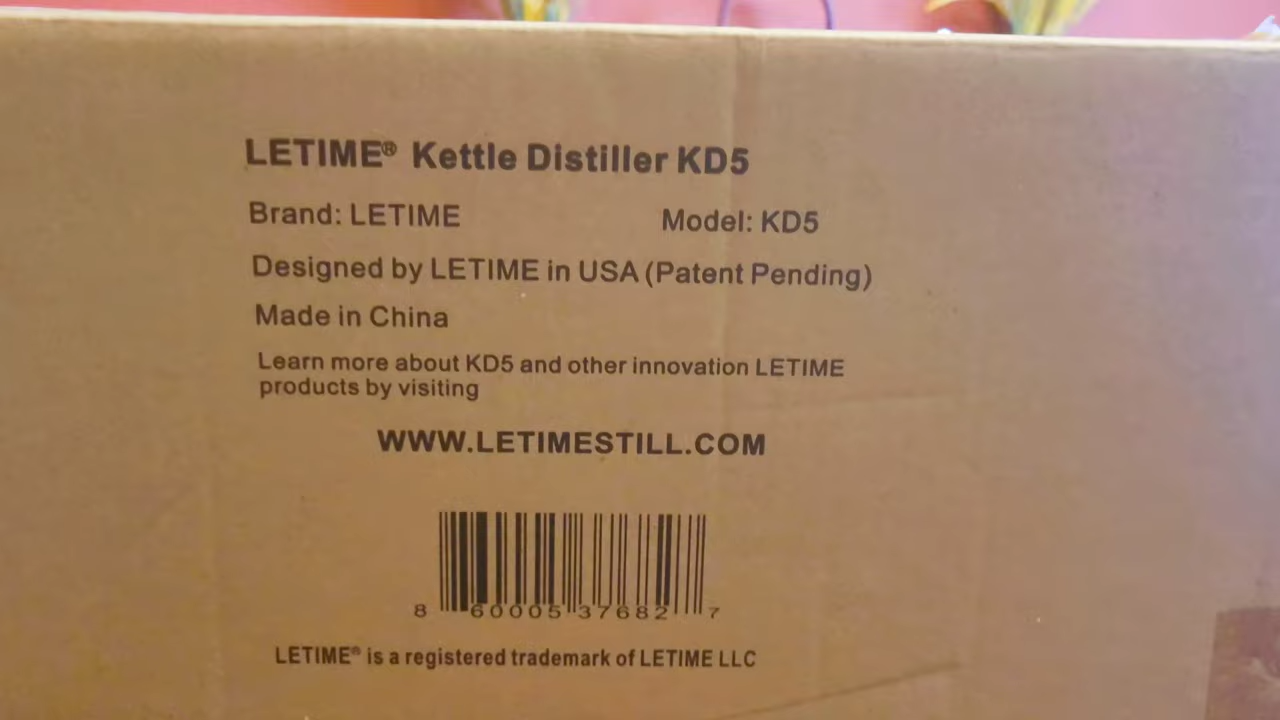 LETIME® Kettle Distiller KD5
Brand: LETIME Model: KD5
Designed by LETIME in USA (Patent Pending)
Made in China
Learn more about KD5 and other innovation LETIME
products by visiting
WWW.LETIMESTILL.COM
8 60005 37682 7
LETIME® is a registered trademark of LETIME LLC